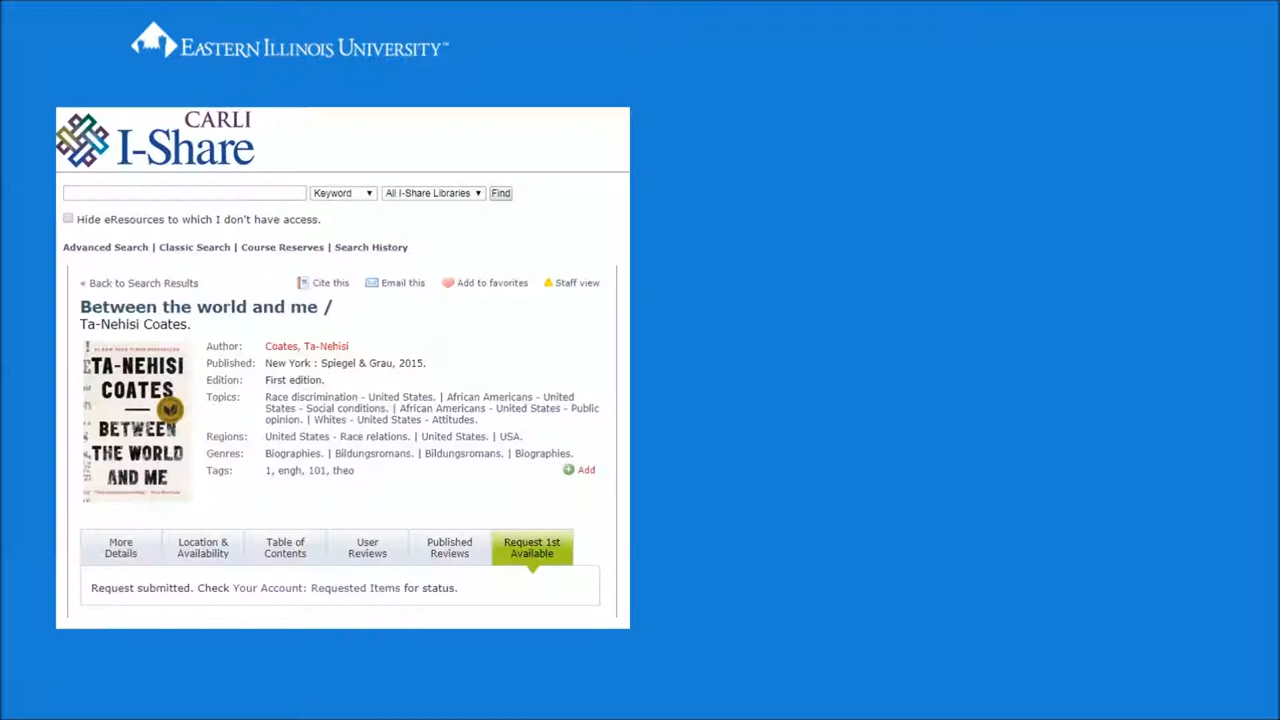 EASTERN ILLINOIS UNIVERSITY™
CARLI
I-Share
Keyword
All I-Share Libraries
Find
Hide eResources to which I don't have access.
Advanced Search | Classic Search | Course Reserves | Search History
« Back to Search Results
Cite this
Email this
Add to favorites
Staff view
Between the world and me /
Ta-Nehisi Coates.
TA-NEHISI
COATES
BETWEEN
THE WORLD
AND ME
Author: Coates, Ta-Nehisi
Published: New York : Spiegel & Grau, 2015.
Edition: First edition.
Topics: Race discrimination - United States. | African Americans - United
States - Social conditions. | African Americans - United States - Public
opinion. | Whites - United States - Attitudes.
Regions: United States - Race relations. | United States. | USA.
Genres: Biographies. | Bildungsromans. | Bildungsromans. | Biographies.
Tags: 1, engh, 101, theo
Add
More
Details
Location &
Availability
Table of
Contents
User
Reviews
Published
Reviews
Request 1st
Available
Request submitted. Check Your Account: Requested Items for status.